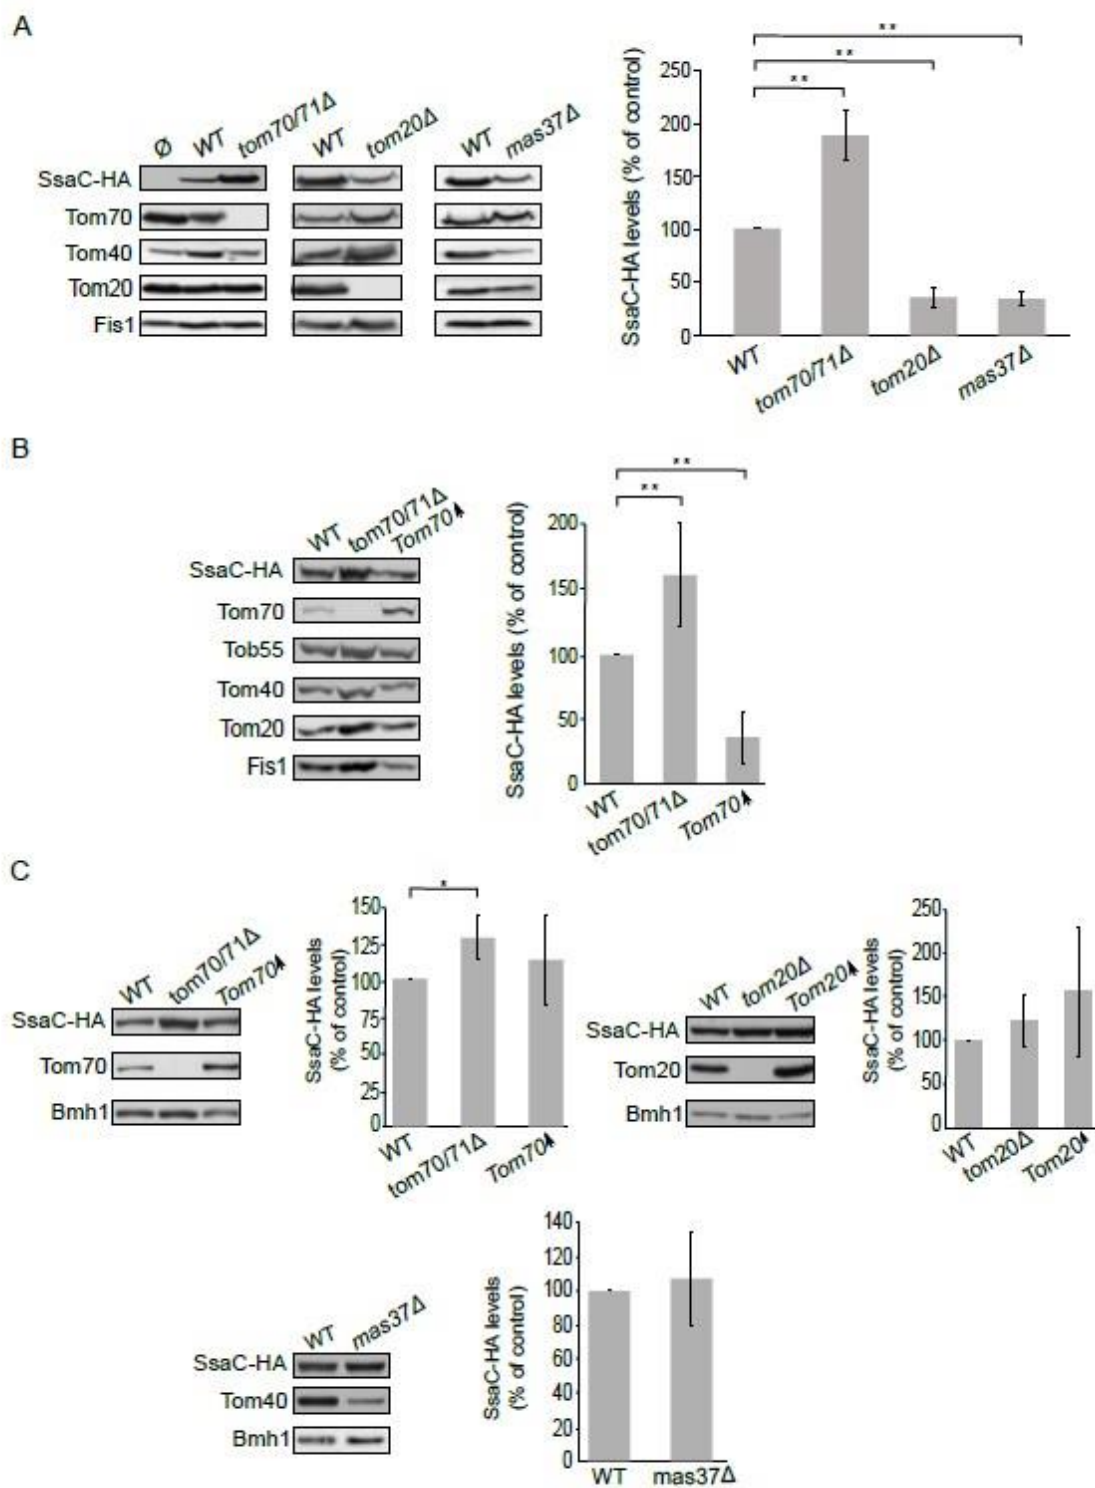 A
Ø WT tom70/71Δ
WT tom20Δ
WT mas37Δ
SsaC-HA
Tom70
Tom40
Tom20
Fis1
SsaC-HA levels (% of control)
**
**
**
250
200
150
100
50
0
WT
tom70/71Δ
tom20Δ
mas37Δ
B
WT tom70/71Δ Tom70
SsaC-HA
Tom70
Tob55
Tom40
Tom20
Fis1
SsaC-HA levels (% of control)
**
**
200
150
100
50
0
WT
tom70/71Δ
Tom70
C
WT tom70/71Δ Tom70
SsaC-HA
Tom70
Bmh1
SsaC-HA levels
(% of control)
*
150
125
100
75
50
25
0
WT
tom70/71Δ
Tom70
WT tom20Δ Tom20
SsaC-HA
Tom20
Bmh1
SsaC-HA levels
(% of control)
250
200
150
100
50
0
WT
tom20Δ
Tom20
WT mas37Δ
SsaC-HA
Tom40
Bmh1
SsaC-HA levels
(% of control)
140
120
100
80
60
40
20
0
WT mas37Δ